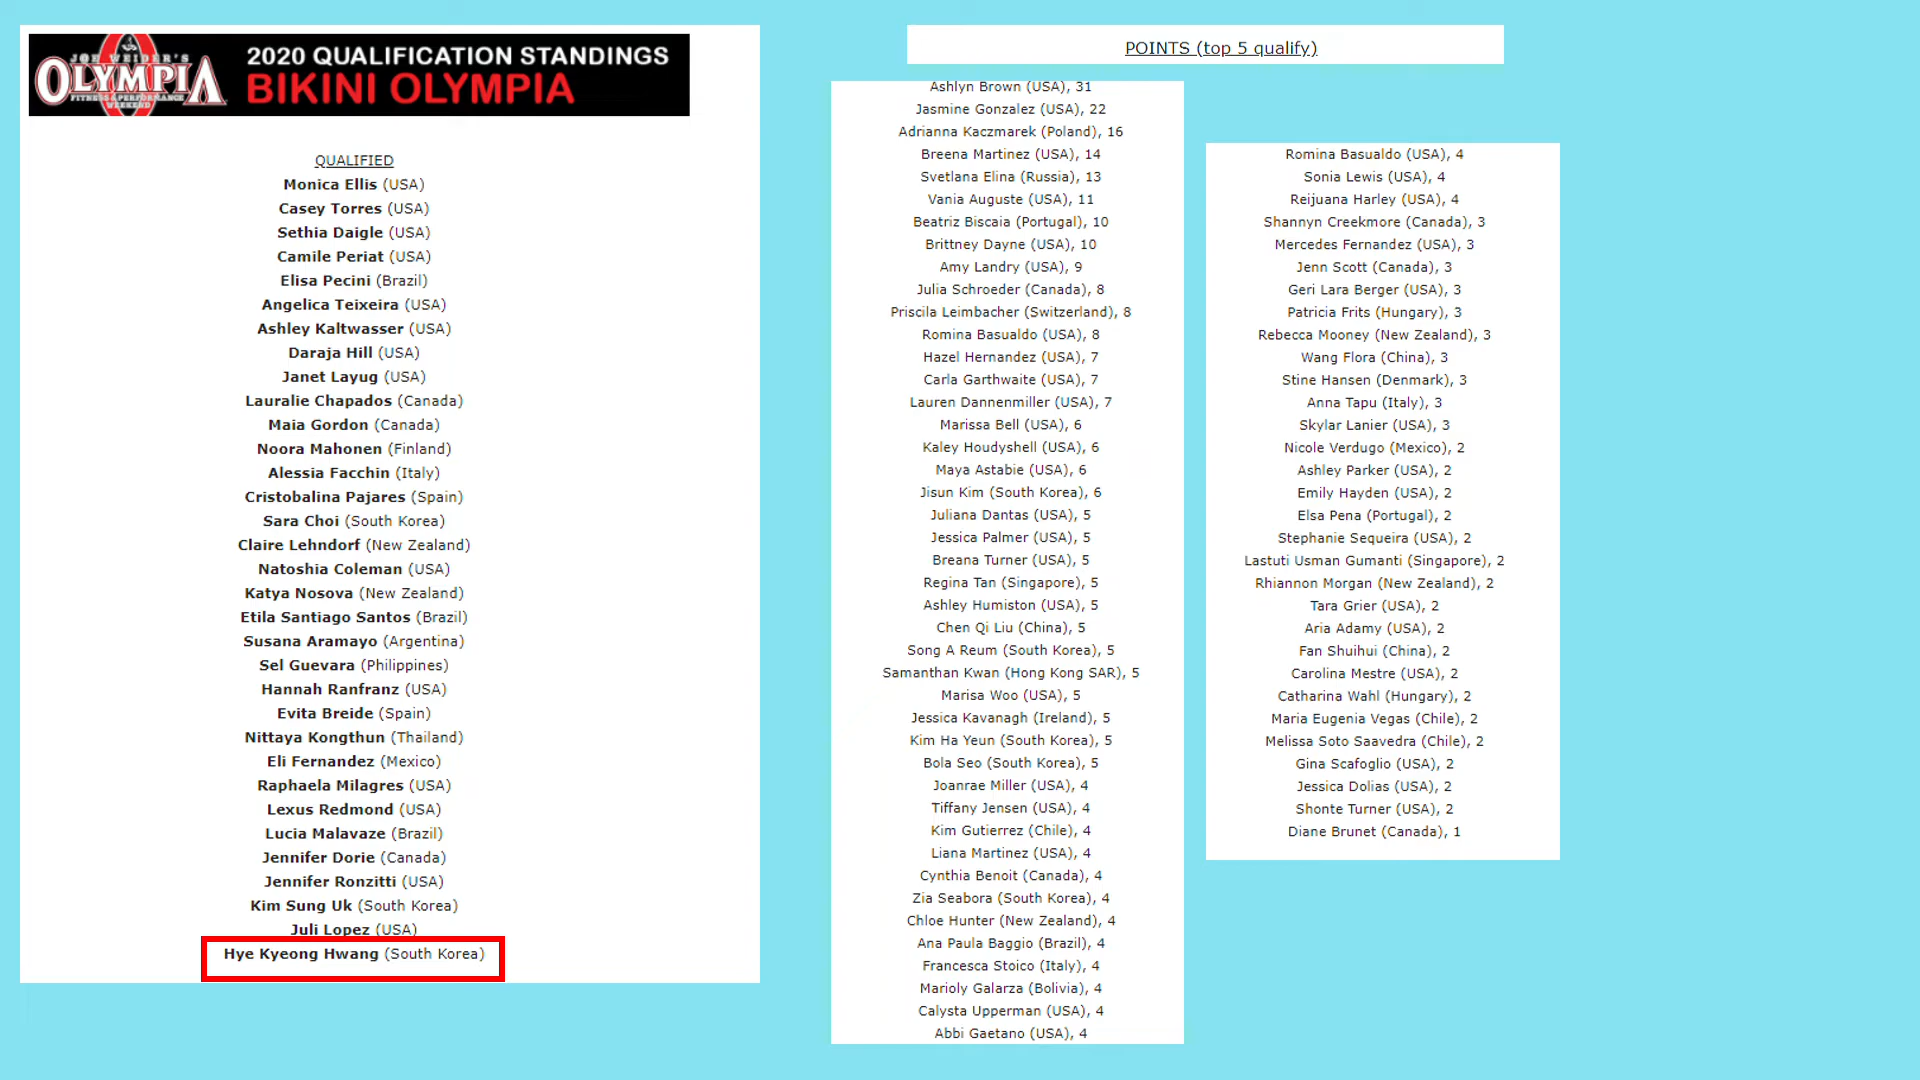 JOE WEIDER'S
OLYMPIA
FITNESS & PERFORMANCE
WEEKEND
2020 QUALIFICATION STANDINGS
BIKINI OLYMPIA
QUALIFIED
Monica Ellis (USA)
Casey Torres (USA)
Sethia Daigle (USA)
Camile Periat (USA)
Elisa Pecini (Brazil)
Angelica Teixeira (USA)
Ashley Kaltwasser (USA)
Daraja Hill (USA)
Janet Layug (USA)
Lauralie Chapados (Canada)
Maia Gordon (Canada)
Noora Mahonen (Finland)
Alessia Facchin (Italy)
Cristobalina Pajares (Spain)
Sara Choi (South Korea)
Claire Lehndorf (New Zealand)
Natoshia Coleman (USA)
Katya Nosova (New Zealand)
Etila Santiago Santos (Brazil)
Susana Aramayo (Argentina)
Sel Guevara (Philippines)
Hannah Ranfranz (USA)
Evita Breide (Spain)
Nittaya Kongthun (Thailand)
Eli Fernandez (Mexico)
Raphaela Milagres (USA)
Lexus Redmond (USA)
Lucia Malavaze (Brazil)
Jennifer Dorie (Canada)
Jennifer Ronzitti (USA)
Kim Sung Uk (South Korea)
Juli Lopez (USA)
Hye Kyeong Hwang (South Korea)
POINTS (top 5 qualify)
Ashlyn Brown (USA), 31
Jasmine Gonzalez (USA), 22
Adrianna Kaczmarek (Poland), 16
Breena Martinez (USA), 14
Svetlana Elina (Russia), 13
Vania Auguste (USA), 11
Beatriz Biscaia (Portugal), 10
Brittney Dayne (USA), 10
Amy Landry (USA), 9
Julia Schroeder (Canada), 8
Priscila Leimbacher (Switzerland), 8
Romina Basualdo (USA), 8
Hazel Hernandez (USA), 7
Carla Garthwaite (USA), 7
Lauren Dannenmiller (USA), 7
Marissa Bell (USA), 6
Kaley Houdyshell (USA), 6
Maya Astabie (USA), 6
Jisun Kim (South Korea), 6
Juliana Dantas (USA), 5
Jessica Palmer (USA), 5
Breana Turner (USA), 5
Regina Tan (Singapore), 5
Ashley Humiston (USA), 5
Chen Qi Liu (China), 5
Song A Reum (South Korea), 5
Samanthan Kwan (Hong Kong SAR), 5
Marisa Woo (USA), 5
Jessica Kavanagh (Ireland), 5
Kim Ha Yeun (South Korea), 5
Bola Seo (South Korea), 5
Joanrae Miller (USA), 4
Tiffany Jensen (USA), 4
Kim Gutierrez (Chile), 4
Liana Martinez (USA), 4
Cynthia Benoit (Canada), 4
Zia Seabora (South Korea), 4
Chloe Hunter (New Zealand), 4
Ana Paula Baggio (Brazil), 4
Francesca Stoico (Italy), 4
Marioly Galarza (Bolivia), 4
Calysta Upperman (USA), 4
Abbi Gaetano (USA), 4
Romina Basualdo (USA), 4
Sonia Lewis (USA), 4
Reijuana Harley (USA), 4
Shannyn Creekmore (Canada), 3
Mercedes Fernandez (USA), 3
Jenn Scott (Canada), 3
Geri Lara Berger (USA), 3
Patricia Frits (Hungary), 3
Rebecca Mooney (New Zealand), 3
Wang Flora (China), 3
Stine Hansen (Denmark), 3
Anna Tapu (Italy), 3
Skylar Lanier (USA), 3
Nicole Verdugo (Mexico), 2
Ashley Parker (USA), 2
Emily Hayden (USA), 2
Elsa Pena (Portugal), 2
Stephanie Sequeira (USA), 2
Lastuti Usman Gumanti (Singapore), 2
Rhiannon Morgan (New Zealand), 2
Tara Grier (USA), 2
Aria Adamy (USA), 2
Fan Shuihui (China), 2
Carolina Mestre (USA), 2
Catharina Wahl (Hungary), 2
Maria Eugenia Vegas (Chile), 2
Melissa Soto Saavedra (Chile), 2
Gina Scafoglio (USA), 2
Jessica Dolias (USA), 2
Shonte Turner (USA), 2
Diane Brunet (Canada), 1